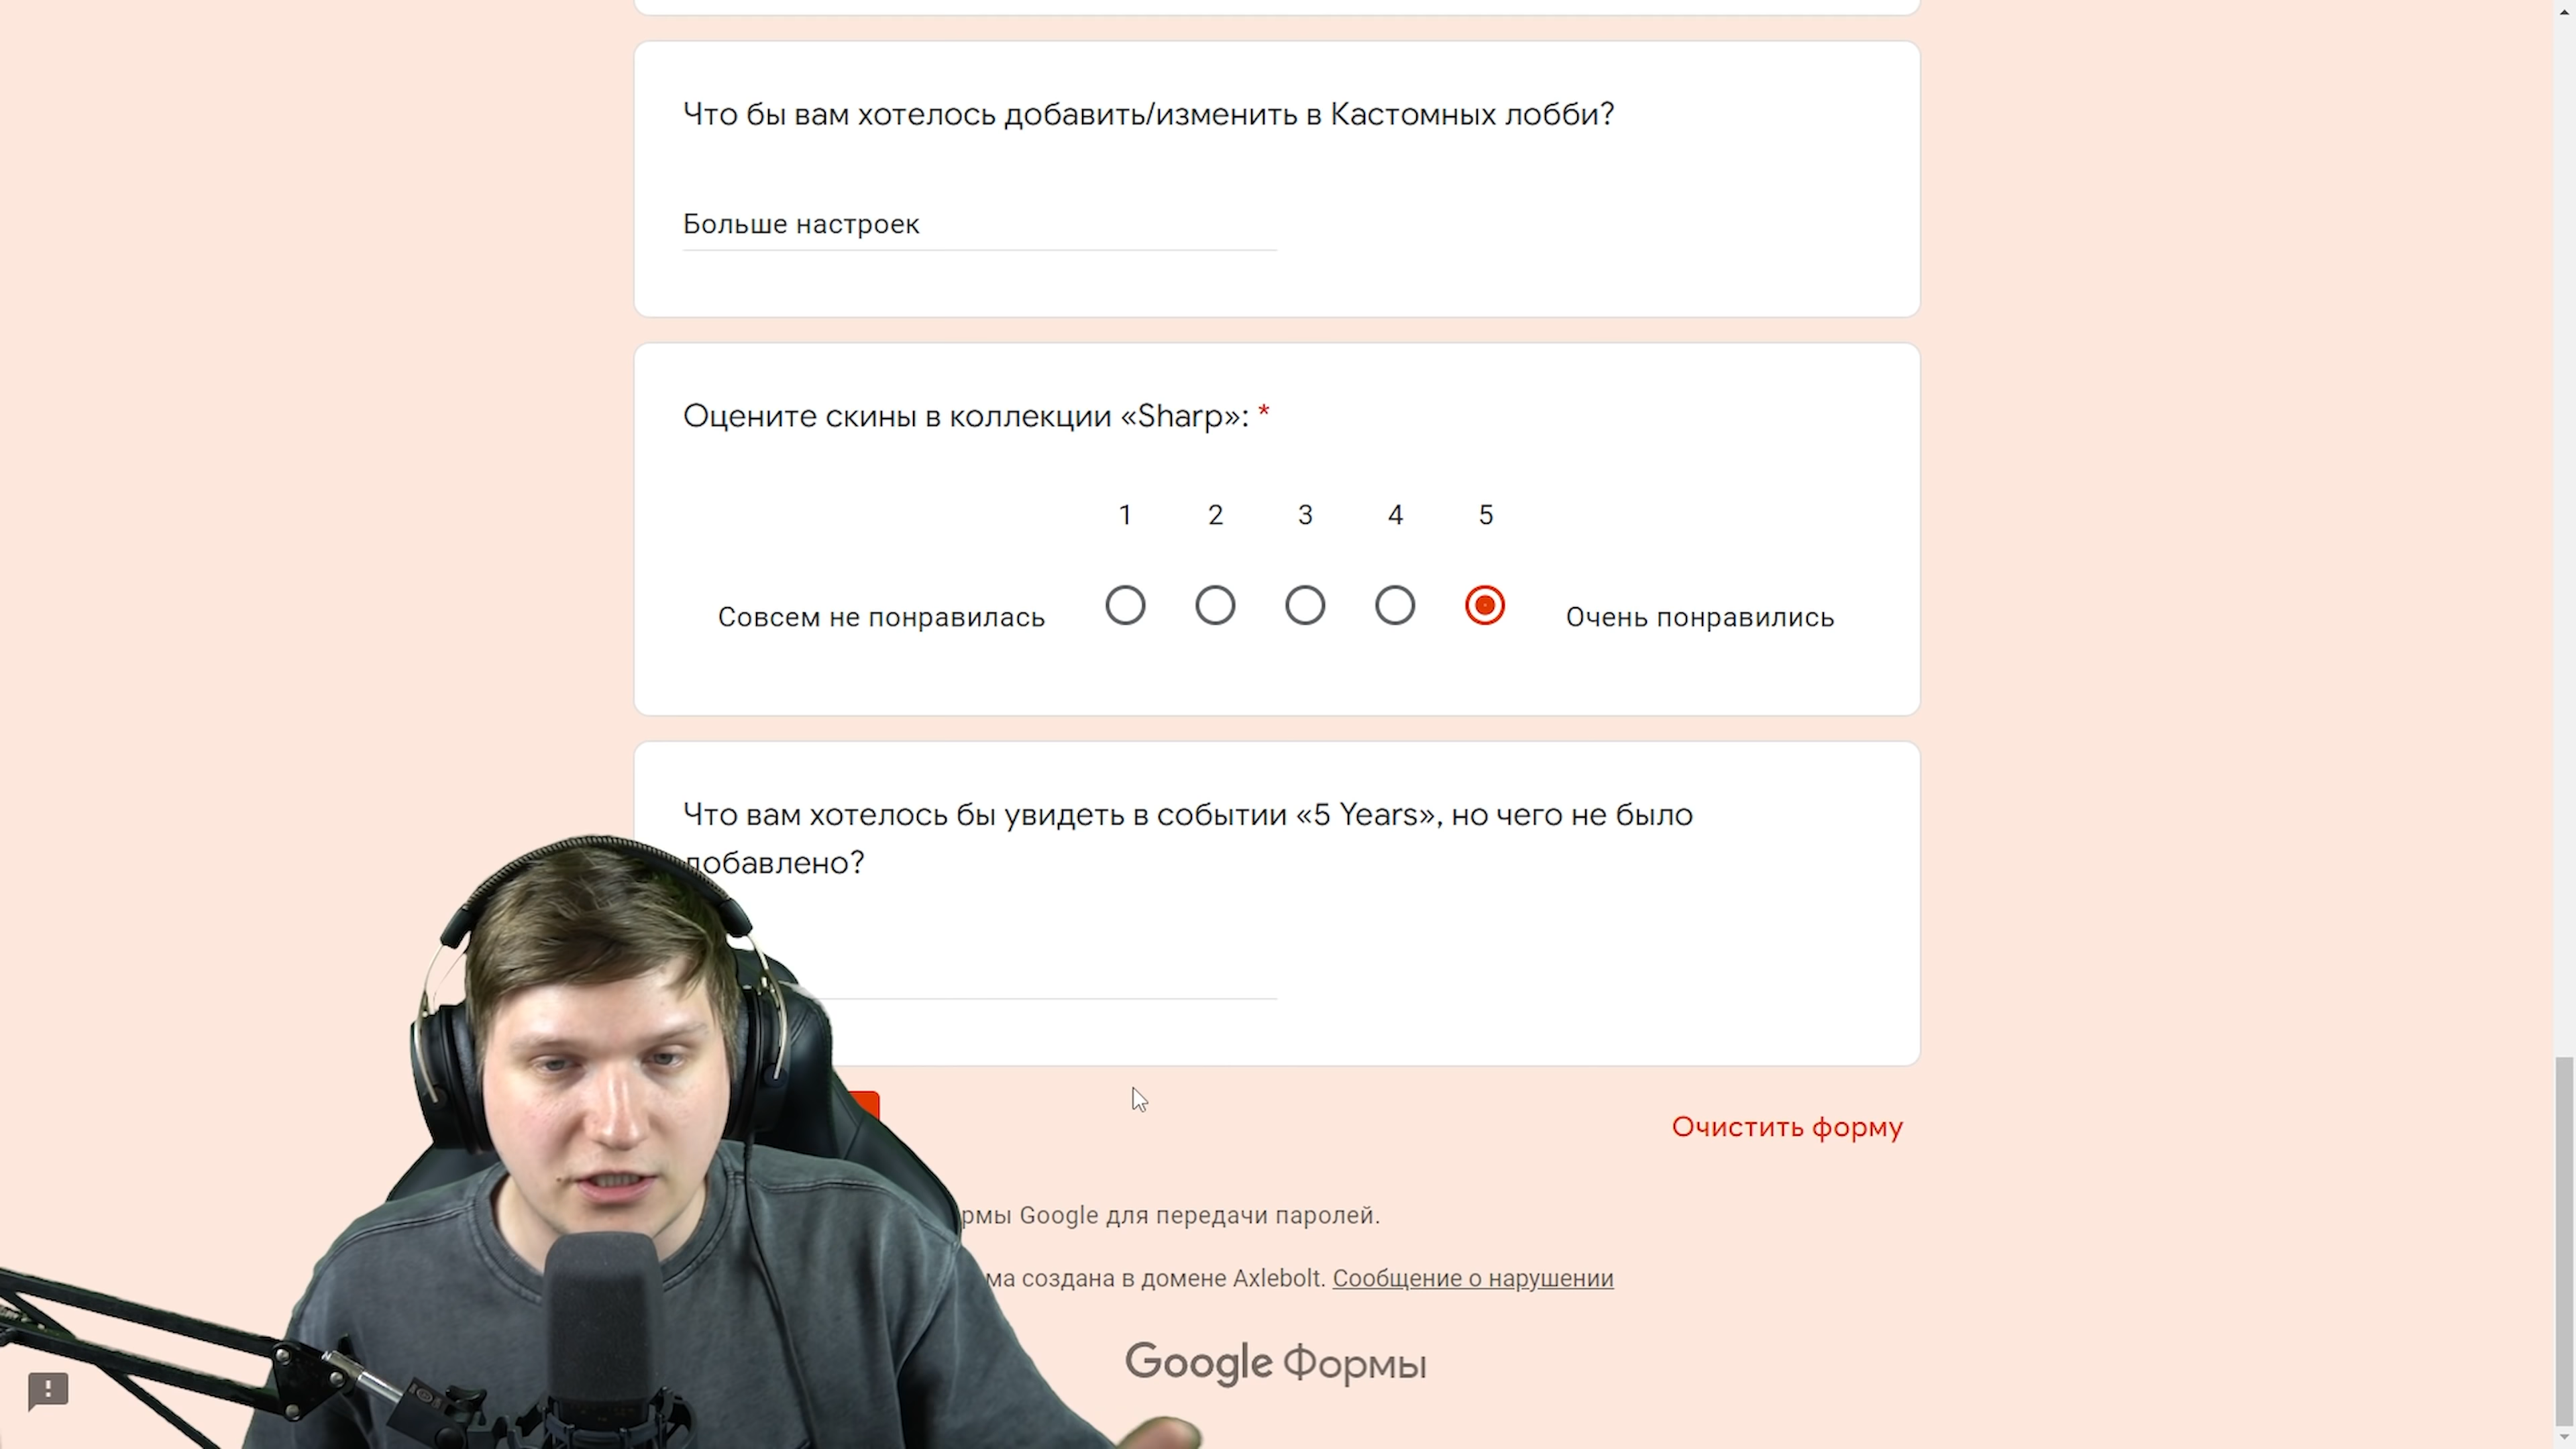 Что бы вам хотелось добавить/изменить в Кастомных лобби?
Больше настроек
Оцените скины в коллекции «Sharp»: *
1 2 3 4 5
Совсем не понравилась
Очень понравились
Что вам хотелось бы увидеть в событии «5 Years», но чего не было
добавлено?
Очистить форму
Google для передачи паролей.
создана в домене Axlebolt. Сообщение о нарушении
Google Формы